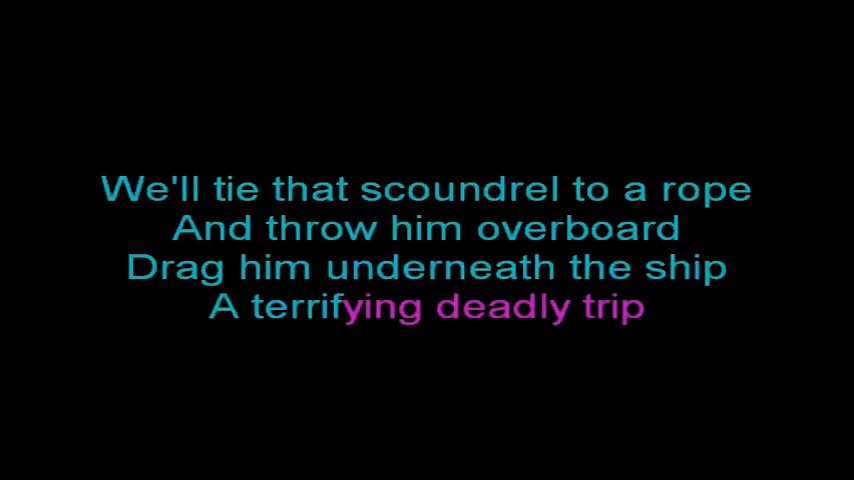 We'll tie that scoundrel to a rope
And throw him overboard
Drag him underneath the ship
A terrifying deadly trip